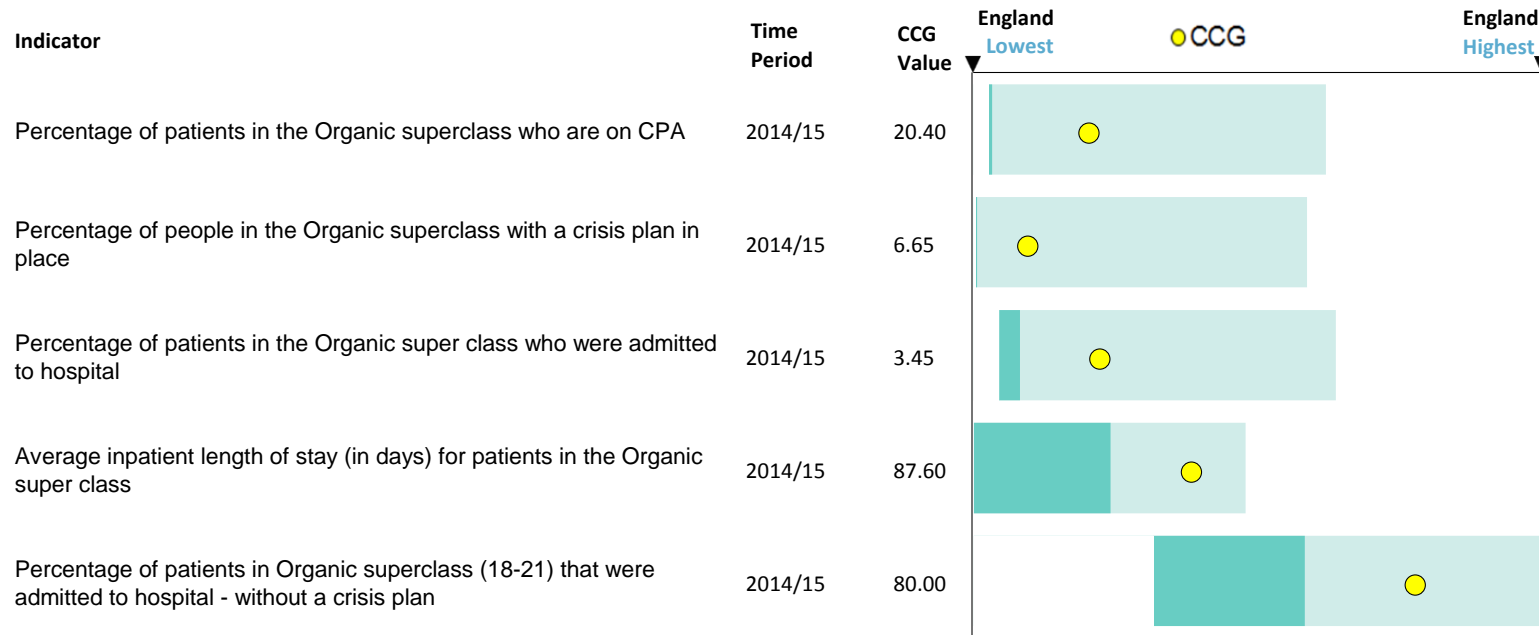 Indicator
Time
Period
CCG
Value
England
Lowest
CCG
England
Highest
Percentage of patients in the Organic superclass who are on CPA
2014/15
20.40
Percentage of people in the Organic superclass with a crisis plan in
place
2014/15
6.65
Percentage of patients in the Organic super class who were admitted
to hospital
2014/15
3.45
Average inpatient length of stay (in days) for patients in the Organic
super class
2014/15
87.60
Percentage of patients in Organic superclass (18-21) that were
admitted to hospital - without a crisis plan
2014/15
80.00